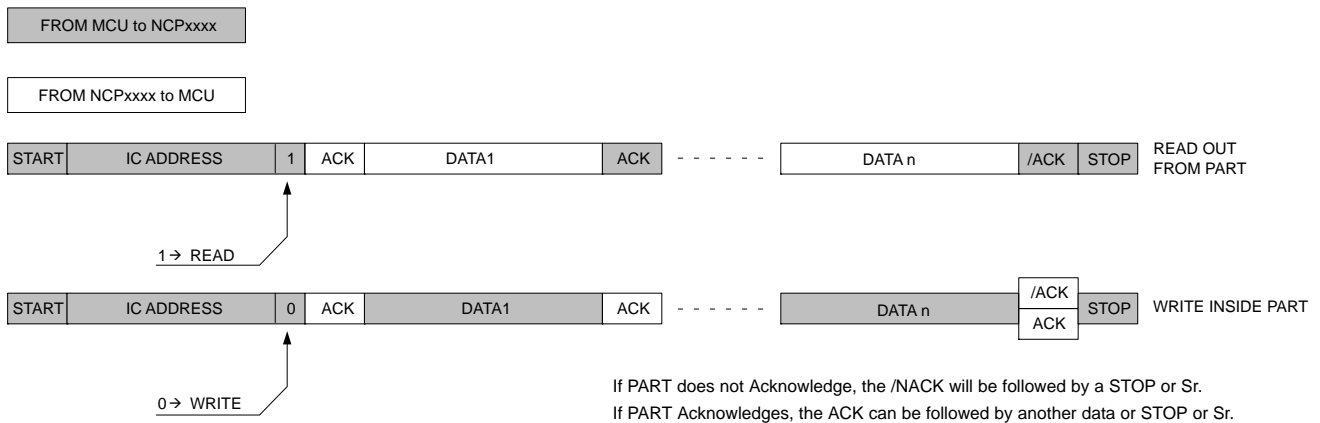 FROM MCU to NCPxxxx
FROM NCPxxxx to MCU
START IC ADDRESS 1 ACK DATA1 ACK DATA n /ACK STOP READ OUT
FROM PART
1→ READ
START IC ADDRESS 0 ACK DATA1 ACK DATA n /ACK STOP WRITE INSIDE PART
ACK
0→ WRITE
If PART does not Acknowledge, the /NACK will be followed by a STOP or Sr.
If PART Acknowledges, the ACK can be followed by another data or STOP or Sr.